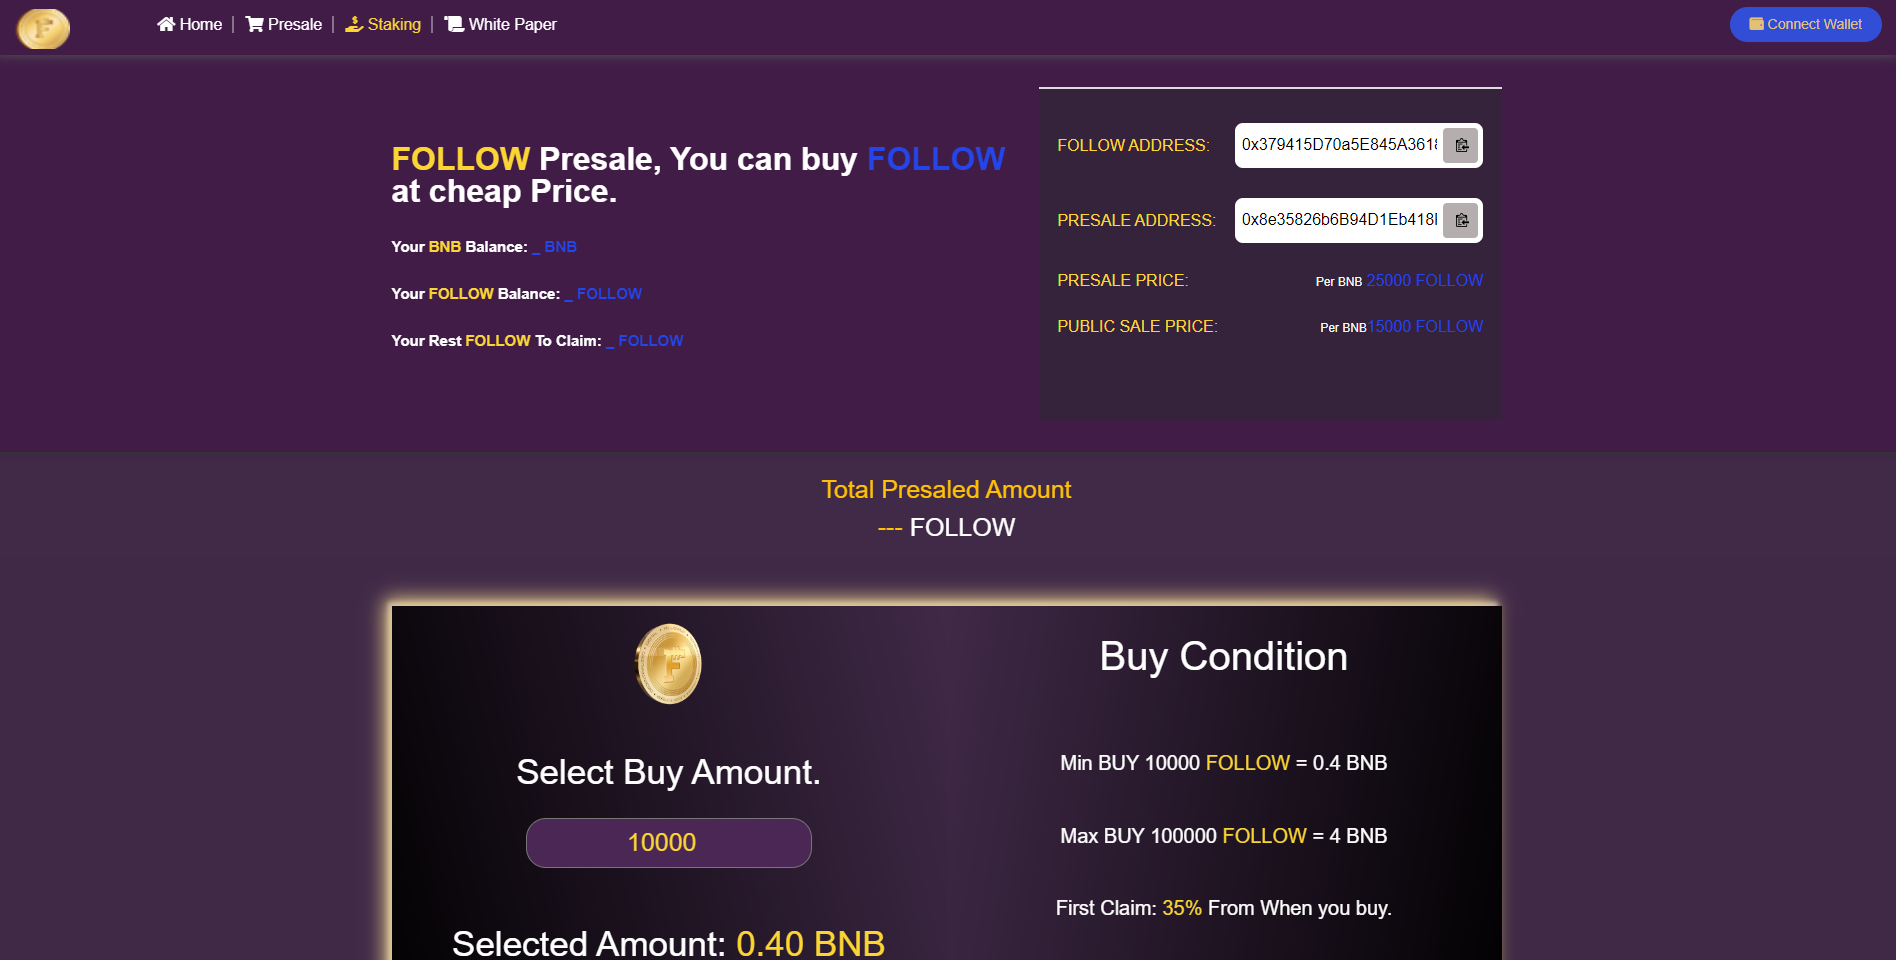 Home | Presale | Staking | White Paper
Connect Wallet
FOLLOW Presale, You can buy FOLLOW
at cheap Price.
Your BNB Balance: _ BNB
Your FOLLOW Balance: _ FOLLOW
Your Rest FOLLOW To Claim: _ FOLLOW
FOLLOW ADDRESS: 0x379415D70a5E845A361
PRESALE ADDRESS: 0x8e35826b6B94D1Eb418
PRESALE PRICE: Per BNB 25000 FOLLOW
PUBLIC SALE PRICE: Per BNB15000 FOLLOW
Total Presaled Amount
--- FOLLOW
F
Select Buy Amount.
10000
Selected Amount: 0.40 BNB
Buy Condition
Min BUY 10000 FOLLOW = 0.4 BNB
Max BUY 100000 FOLLOW = 4 BNB
First Claim: 35% From When you buy.